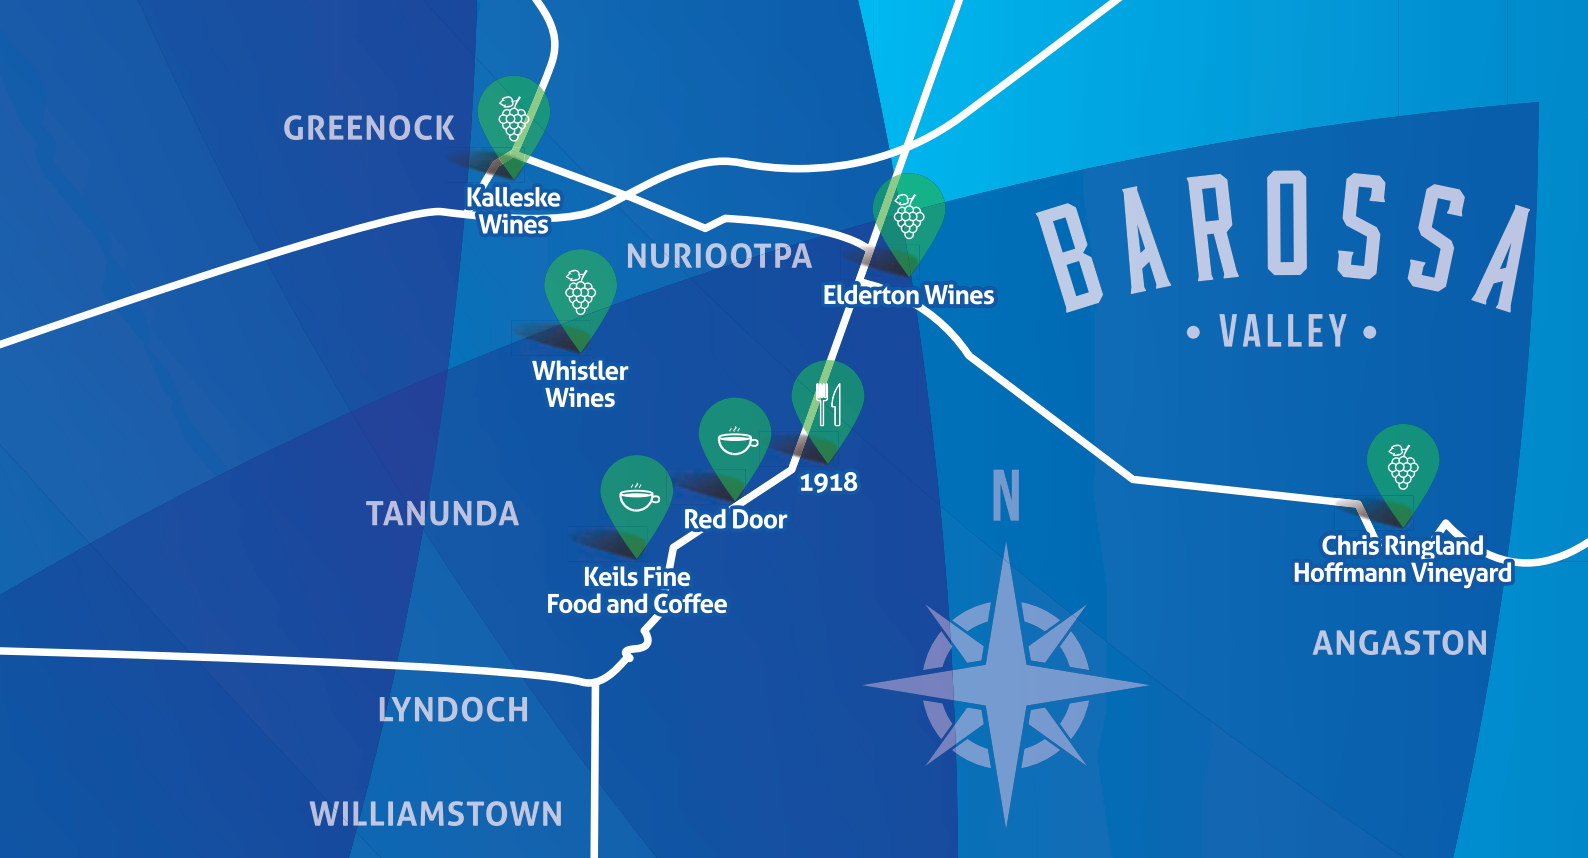 GREENOCK
Kalleske
Wines
NURIOOTPA
Elderton Wines
BAROSSA
• VALLEY •
Whistler
Wines
1918
TANUNDA
Red Door
N
Keils Fine
Food and Coffee
Chris Ringland
Hoffmann Vineyard
ANGASTON
LYNDOCH
WILLIAMSTOWN